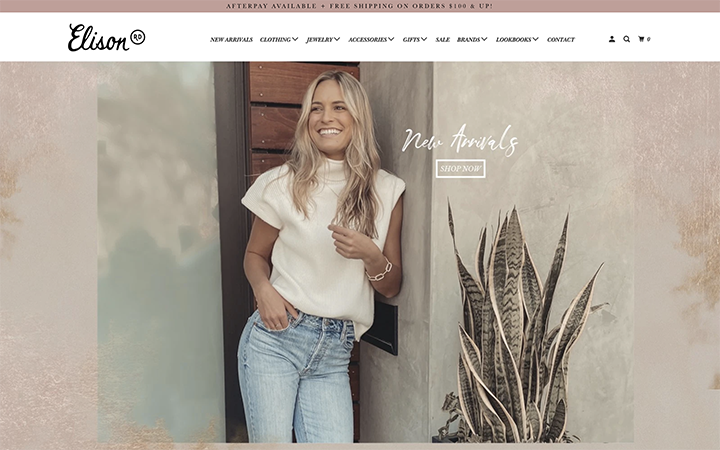 AFTERPAY AVAILABLE + FREE SHIPPING ON ORDERS $100 & UP!
Elison RD
NEW ARRIVALS CLOTHING JEWELRY ACCESSORIES GIFTS SALE BRANDS LOOKBOOKS CONTACT 0
New Arrivals
SHOP NOW